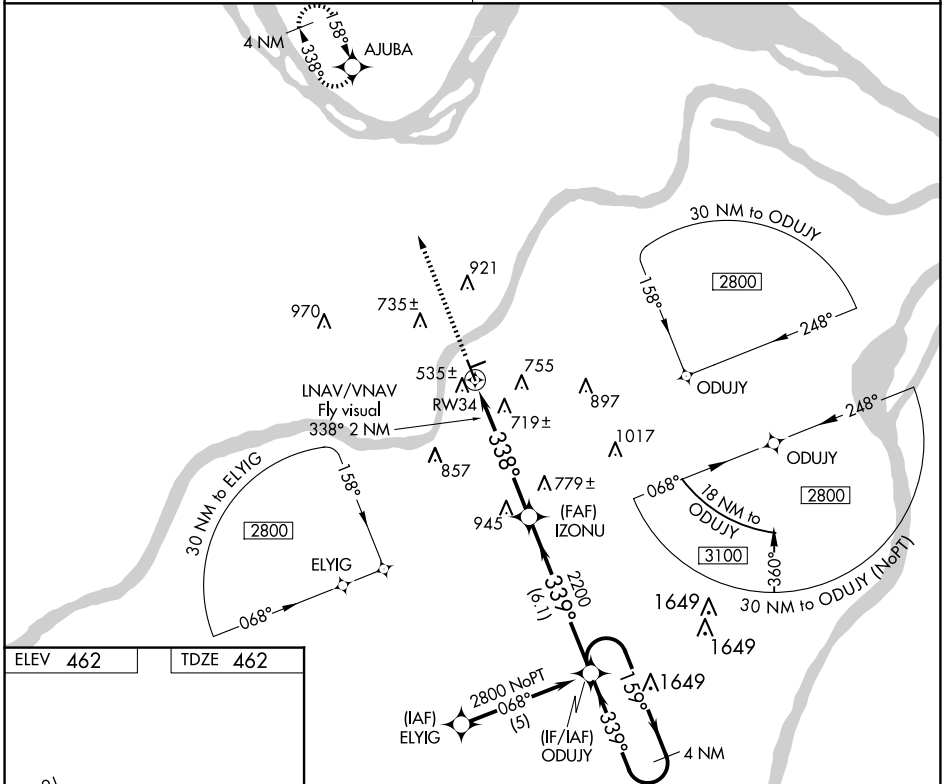 158°
4 NM
338°
AJUBA
30 NM to ODUJY
2800
158°
248°
ODUJY
921
970
735±
535±
755
897
RW34
719±
LNAV/VNAV
Fly visual
338° 2 NM
338°
1017
857
779±
945
(FAF)
IZONU
248°
ODUJY
068°
2800
18 NM to
ODUJY
3100
360°
30 NM to ODUJY (NoPT)
30 NM to ELYIG
158°
2800
ELYIG
068°
2200
339°
(6.1)
1649
1649
1649
ELEV 462
TDZE 462
2800 NoPT
068°
(5)
(IAF)
ELYIG
(IF/IAF)
ODUJY
159°
339°
4 NM